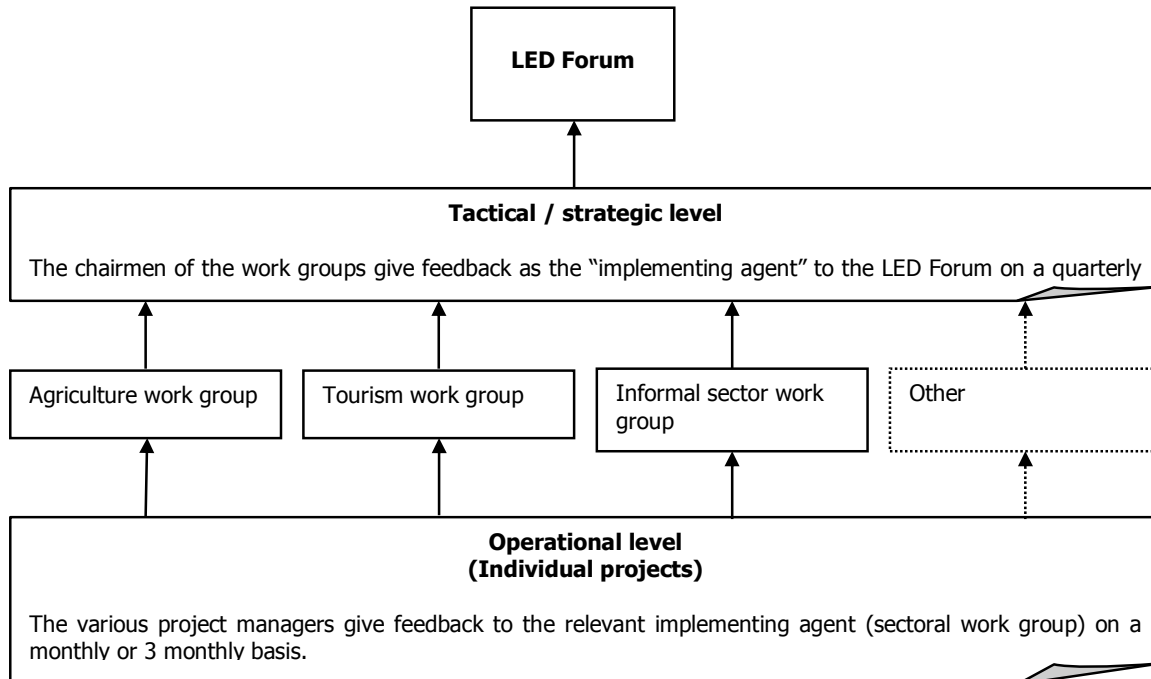 LED Forum
Tactical / strategic level
The chairmen of the work groups give feedback as the “implementing agent” to the LED Forum on a quarterly
Agriculture work group
Tourism work group
Informal sector work
group
Other
Operational level
(Individual projects)
The various project managers give feedback to the relevant implementing agent (sectoral work group) on a
monthly or 3 monthly basis.